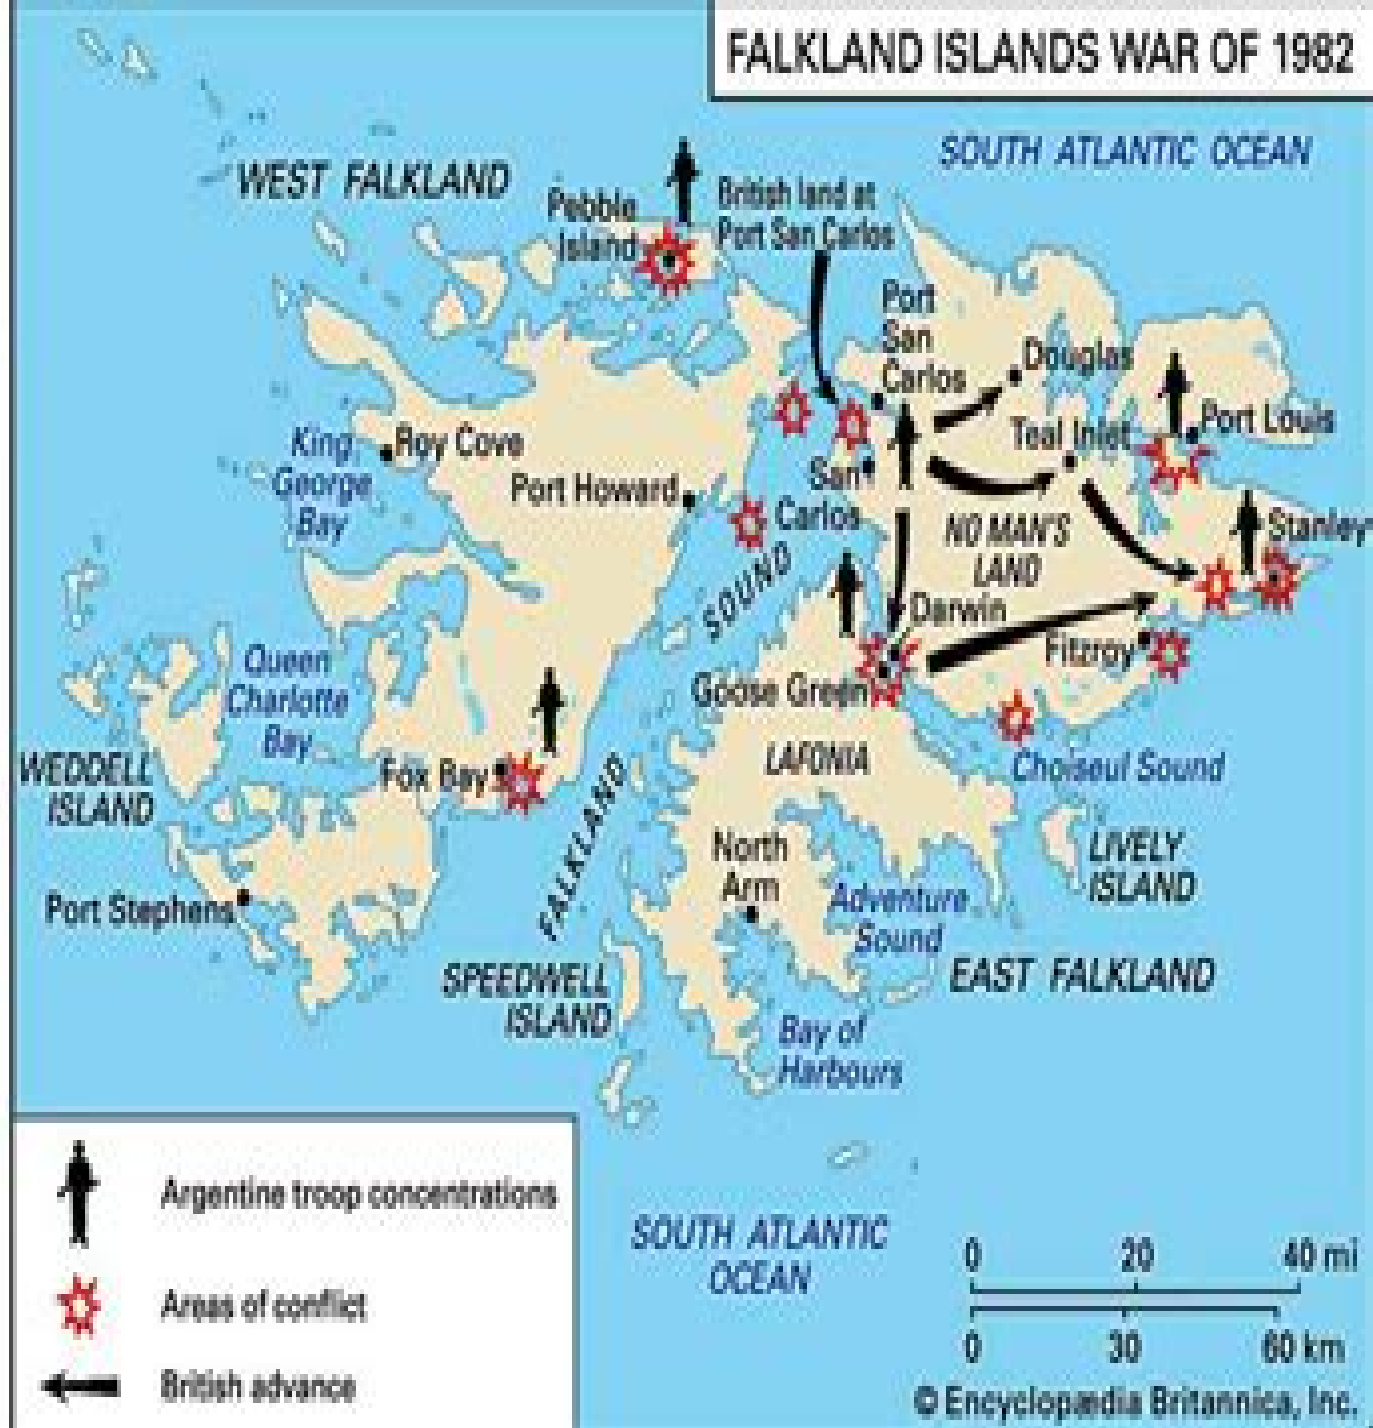 FALKLAND ISLANDS WAR OF 1982
SOUTH ATLANTIC OCEAN
WEST FALKLAND
Pebble
Island
British land at
Port San Carlos
Port
San
Carlos
Douglas
Teal Inlet
Port Louis
King
George
Bay
Roy Cove
Port Howard
San
Carlos
NO MAN'S
LAND
Stanley
Darwin
Fitzroy
Goose Green
Queen
Charlotte
Bay
FALKLAND SOUND
LAFONIA
Choiseul Sound
WEDDELL
ISLAND
Fox Bay
North
Arm
LIVELY
ISLAND
Port Stephens
Adventure
Sound
EAST FALKLAND
SPEEDWELL
ISLAND
Bay of
Harbours
SOUTH ATLANTIC
OCEAN
Argentine troop concentrations
Areas of conflict
British advance
0 20 40 mi
0 30 60 km
© Encyclopædia Britannica, Inc.